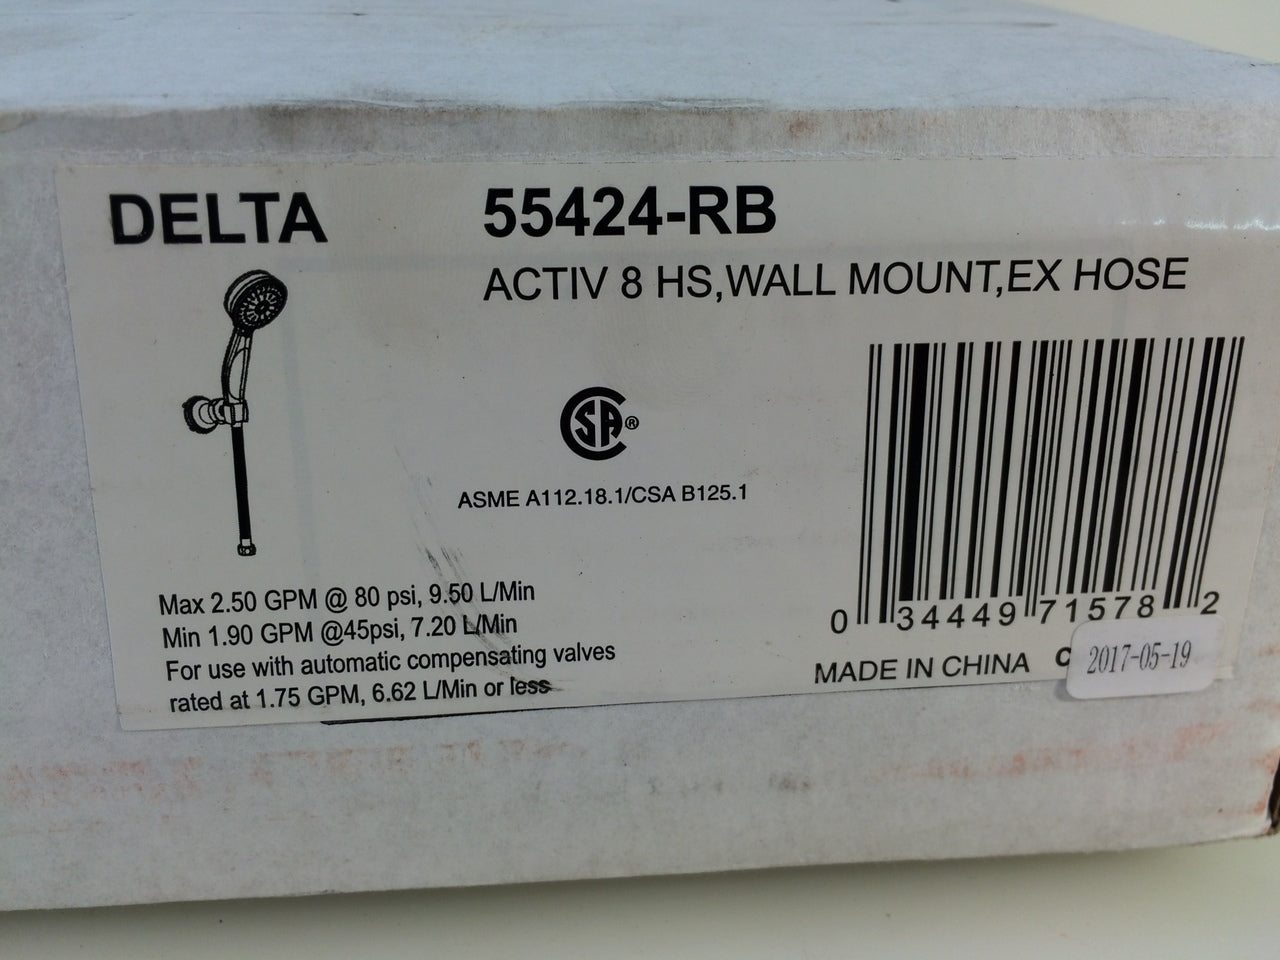 DELTA
55424-RB
ACTIV 8 HS,WALL MOUNT,EX HOSE
CSA®
ASME A112.18.1/CSA B125.1
Max 2.50 GPM @ 80 psi, 9.50 L/Min
Min 1.90 GPM @45psi, 7.20 L/Min
For use with automatic compensating valves
rated at 1.75 GPM, 6.62 L/Min or less
0 34449 71578 2
MADE IN CHINA C
2017-05-19